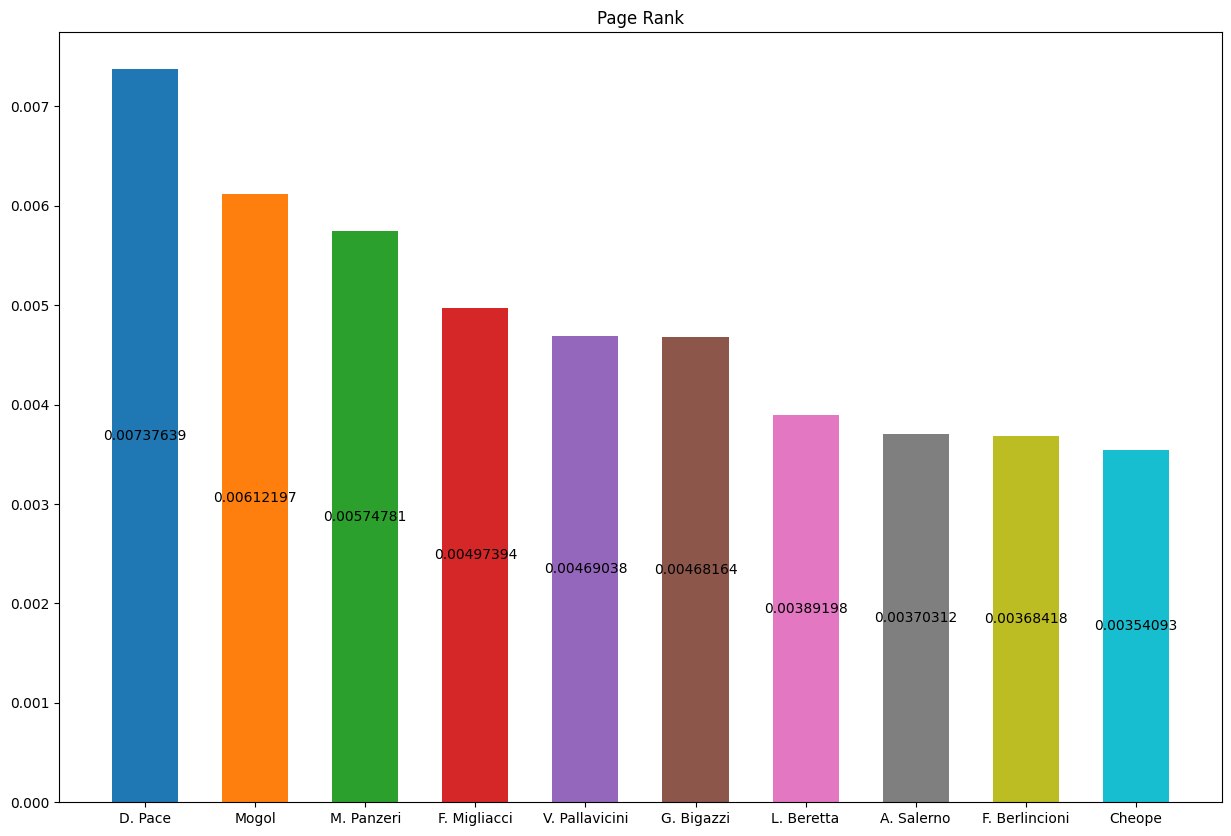 Page Rank
0.007
0.006
0.005
0.004
0.003
0.002
0.001
0.000
0.00737639
0.00612197
0.00574781
0.00497394
0.00469038
0.00468164
0.00389198
0.00370312
0.00368418
0.00354093
D. Pace
Mogol
M. Panzeri
F. Migliacci
V. Pallavicini
G. Bigazzi
L. Beretta
A. Salerno
F. Berlincioni
Cheope